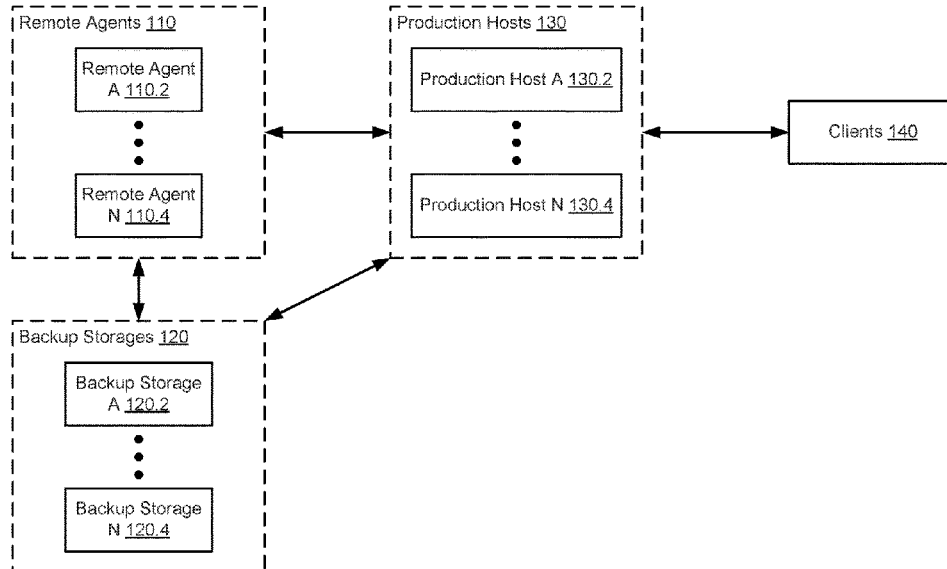 Remote Agents 110
Remote Agent
A 110.2
Remote Agent
N 110.4
Production Hosts 130
Production Host A 130.2
Production Host N 130.4
Clients 140
Backup Storages 120
Backup Storage
A 120.2
Backup Storage
N 120.4